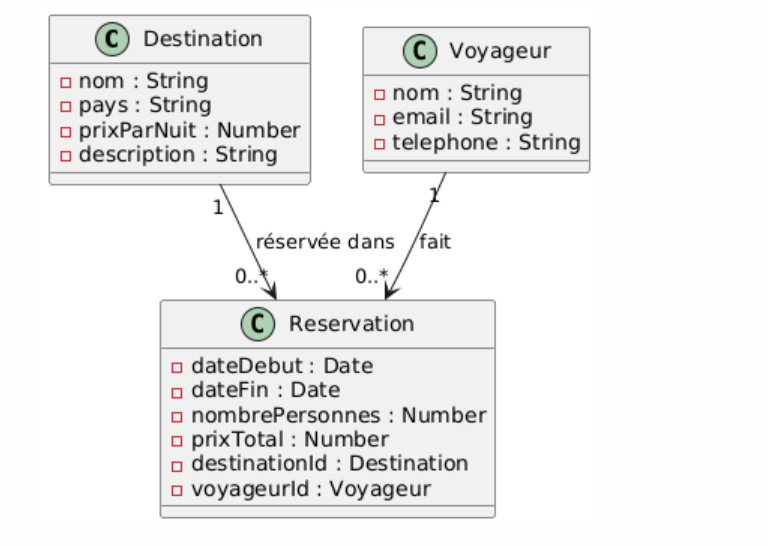 C Destination
nom : String
pays : String
prixParNuit : Number
description : String
C Voyageur
nom : String
email : String
telephone : String
1
1
réservée dans
fait
0..*
0..*
C Reservation
dateDebut : Date
dateFin : Date
nombrePersonnes : Number
prixTotal : Number
destinationId : Destination
voyageurId : Voyageur